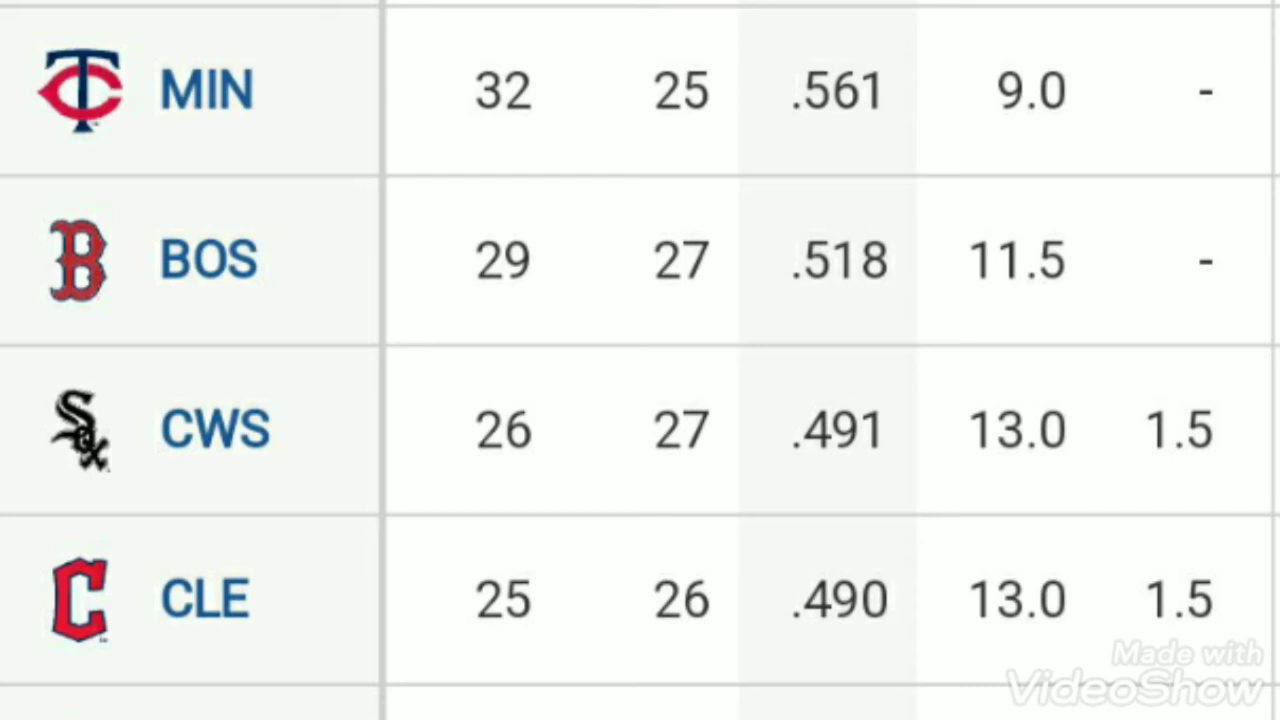 MIN 32 25 .561 9.0 -
BOS 29 27 .518 11.5 -
CWS 26 27 .491 13.0 1.5
CLE 25 26 .490 13.0 1.5
Made with
VideoShow